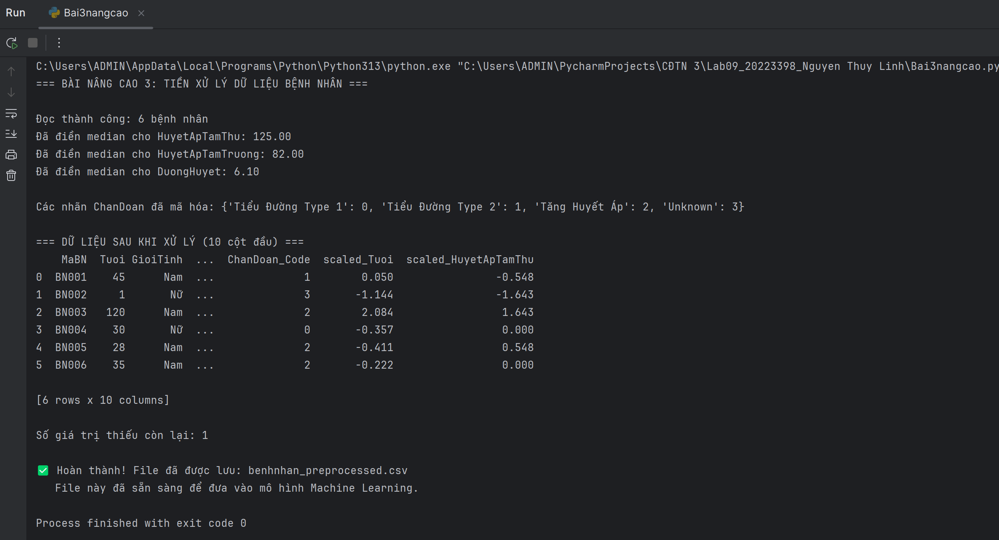 Run Bai3nangcao
C:\Users\ADMIN\AppData\Local\Programs\Python\Python313\python.exe "C:\Users\ADMIN\PycharmProjects\CĐTN 3\Lab09_20223398_Nguyen Thuy Linh\Bai3nangcao.py
=== BÀI NÂNG CAO 3: TIỀN XỬ LÝ DỮ LIỆU BỆNH NHÂN ===
Đọc thành công: 6 bệnh nhân
Đã điền median cho HuyetApTamThu: 125.00
Đã điền median cho HuyetApTamTruong: 82.00
Đã điền median cho DuongHuyet: 6.10
Các nhãn ChanDoan đã mã hóa: {'Tiểu Đường Type 1': 0, 'Tiểu Đường Type 2': 1, 'Tăng Huyết Áp': 2, 'Unknown': 3}
=== DỮ LIỆU SAU KHI XỬ LÝ (10 cột đầu) ===
MaBN Tuoi GioiTinh ... ChanDoan_Code scaled_Tuoi scaled_HuyetApTamThu
0 BN001 45 Nam ... 1 0.050 -0.548
1 BN002 1 Nữ ... 3 -1.144 -1.643
2 BN003 120 Nam ... 2 2.084 1.643
3 BN004 30 Nữ ... 0 -0.357 0.000
4 BN005 28 Nam ... 2 -0.411 0.548
5 BN006 35 Nam ... 2 -0.222 0.000
[6 rows x 10 columns]
Số giá trị thiếu còn lại: 1
✅ Hoàn thành! File đã được lưu: benhnhan_preprocessed.csv
File này đã sẵn sàng để đưa vào mô hình Machine Learning.
Process finished with exit code 0